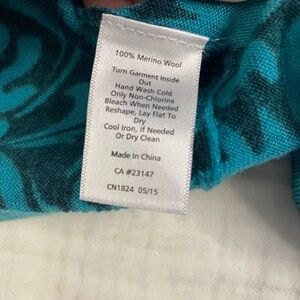 100% Merino Wool
Turn Garment Inside
Out
Hand Wash Cold
Only Non-Chlorine
Bleach When Needed
Reshape, Lay Flat To
Dry
Cool Iron, if Needed
Or Dry Clean
Made in China
CA #23147
CN1824 05/15